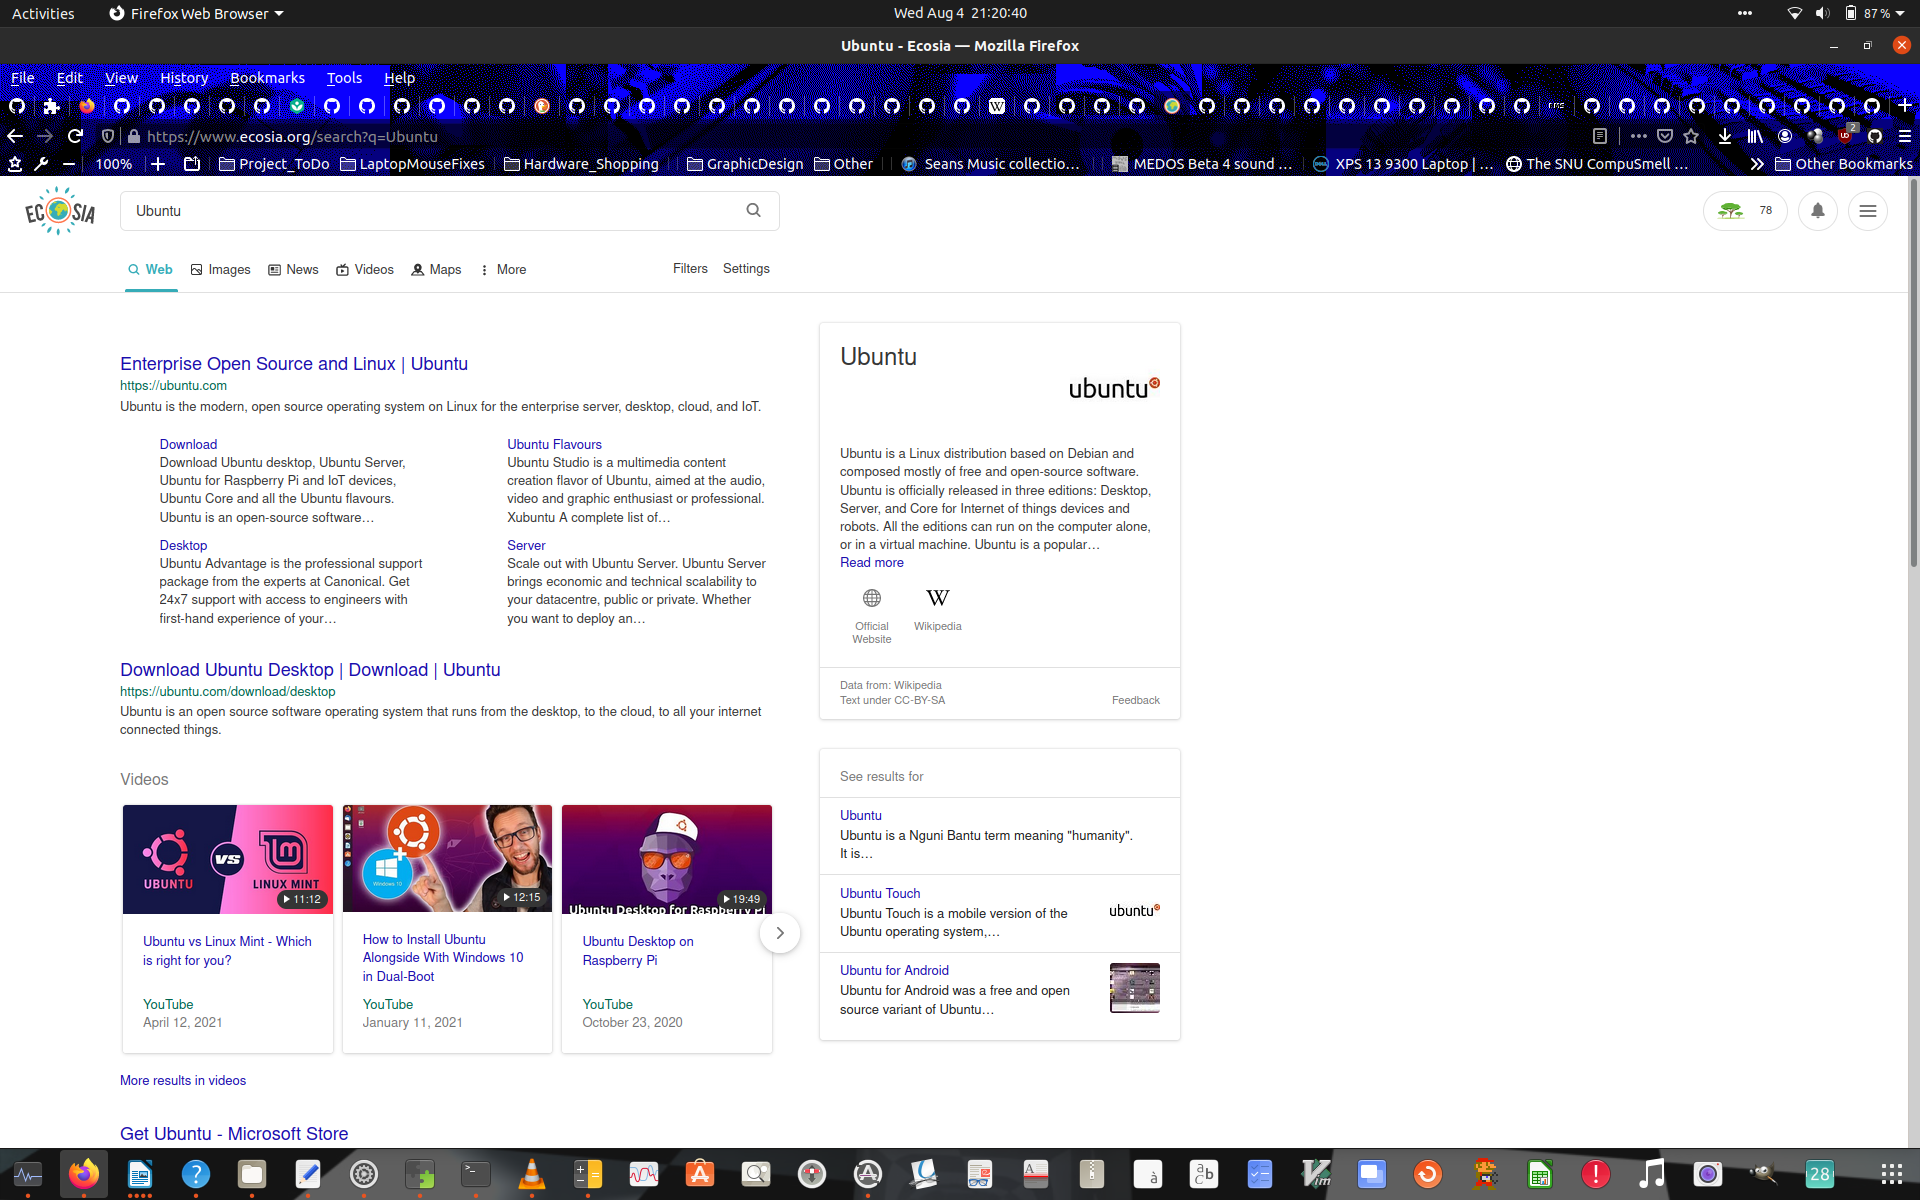 Activities
Firefox Web Browser
Wed Aug 4 21:20:40
87 %
Ubuntu - Ecosia — Mozilla Firefox
File Edit View History Bookmarks Tools Help
https://www.ecosia.org/search?q=Ubuntu
2
100%
Project_ToDo
LaptopMouseFixes
Hardware_Shopping
GraphicDesign
Other
Seans Music collectio…
MEDOS Beta 4 sound …
XPS 13 9300 Laptop | …
The SNU CompuSmell …
Other Bookmarks
ECOSIA
Ubuntu
78
Web Images News Videos Maps More
Filters Settings
Enterprise Open Source and Linux | Ubuntu
https://ubuntu.com
Ubuntu is the modern, open source operating system on Linux for the enterprise server, desktop, cloud, and IoT.
Download
Download Ubuntu desktop, Ubuntu Server,
Ubuntu for Raspberry Pi and IoT devices,
Ubuntu Core and all the Ubuntu flavours.
Ubuntu is an open-source software…
Ubuntu Flavours
Ubuntu Studio is a multimedia content
creation flavor of Ubuntu, aimed at the audio,
video and graphic enthusiast or professional.
Xubuntu A complete list of…
Desktop
Ubuntu Advantage is the professional support
package from the experts at Canonical. Get
24x7 support with access to engineers with
first-hand experience of your…
Server
Scale out with Ubuntu Server. Ubuntu Server
brings economic and technical scalability to
your datacentre, public or private. Whether
you want to deploy an…
Download Ubuntu Desktop | Download | Ubuntu
https://ubuntu.com/download/desktop
Ubuntu is an open source software operating system that runs from the desktop, to the cloud, to all your internet
connected things.
Videos
UBUNTU
VS
LINUX MINT
11:12
Ubuntu vs Linux Mint - Which
is right for you?
YouTube
April 12, 2021
Windows 10
12:15
How to Install Ubuntu
Alongside With Windows 10
in Dual-Boot
YouTube
January 11, 2021
19:49
Ubuntu Desktop for Raspberry Pi
Ubuntu Desktop on
Raspberry Pi
YouTube
October 23, 2020
More results in videos
Get Ubuntu - Microsoft Store
Ubuntu
ubuntu
Ubuntu is a Linux distribution based on Debian and
composed mostly of free and open-source software.
Ubuntu is officially released in three editions: Desktop,
Server, and Core for Internet of things devices and
robots. All the editions can run on the computer alone,
or in a virtual machine. Ubuntu is a popular…
Read more
W
Official
Website
Wikipedia
Data from: Wikipedia
Text under CC-BY-SA
Feedback
See results for
Ubuntu
Ubuntu is a Nguni Bantu term meaning "humanity".
It is…
Ubuntu Touch
Ubuntu Touch is a mobile version of the
Ubuntu operating system,…
ubuntu
Ubuntu for Android
Ubuntu for Android was a free and open
source variant of Ubuntu…
28